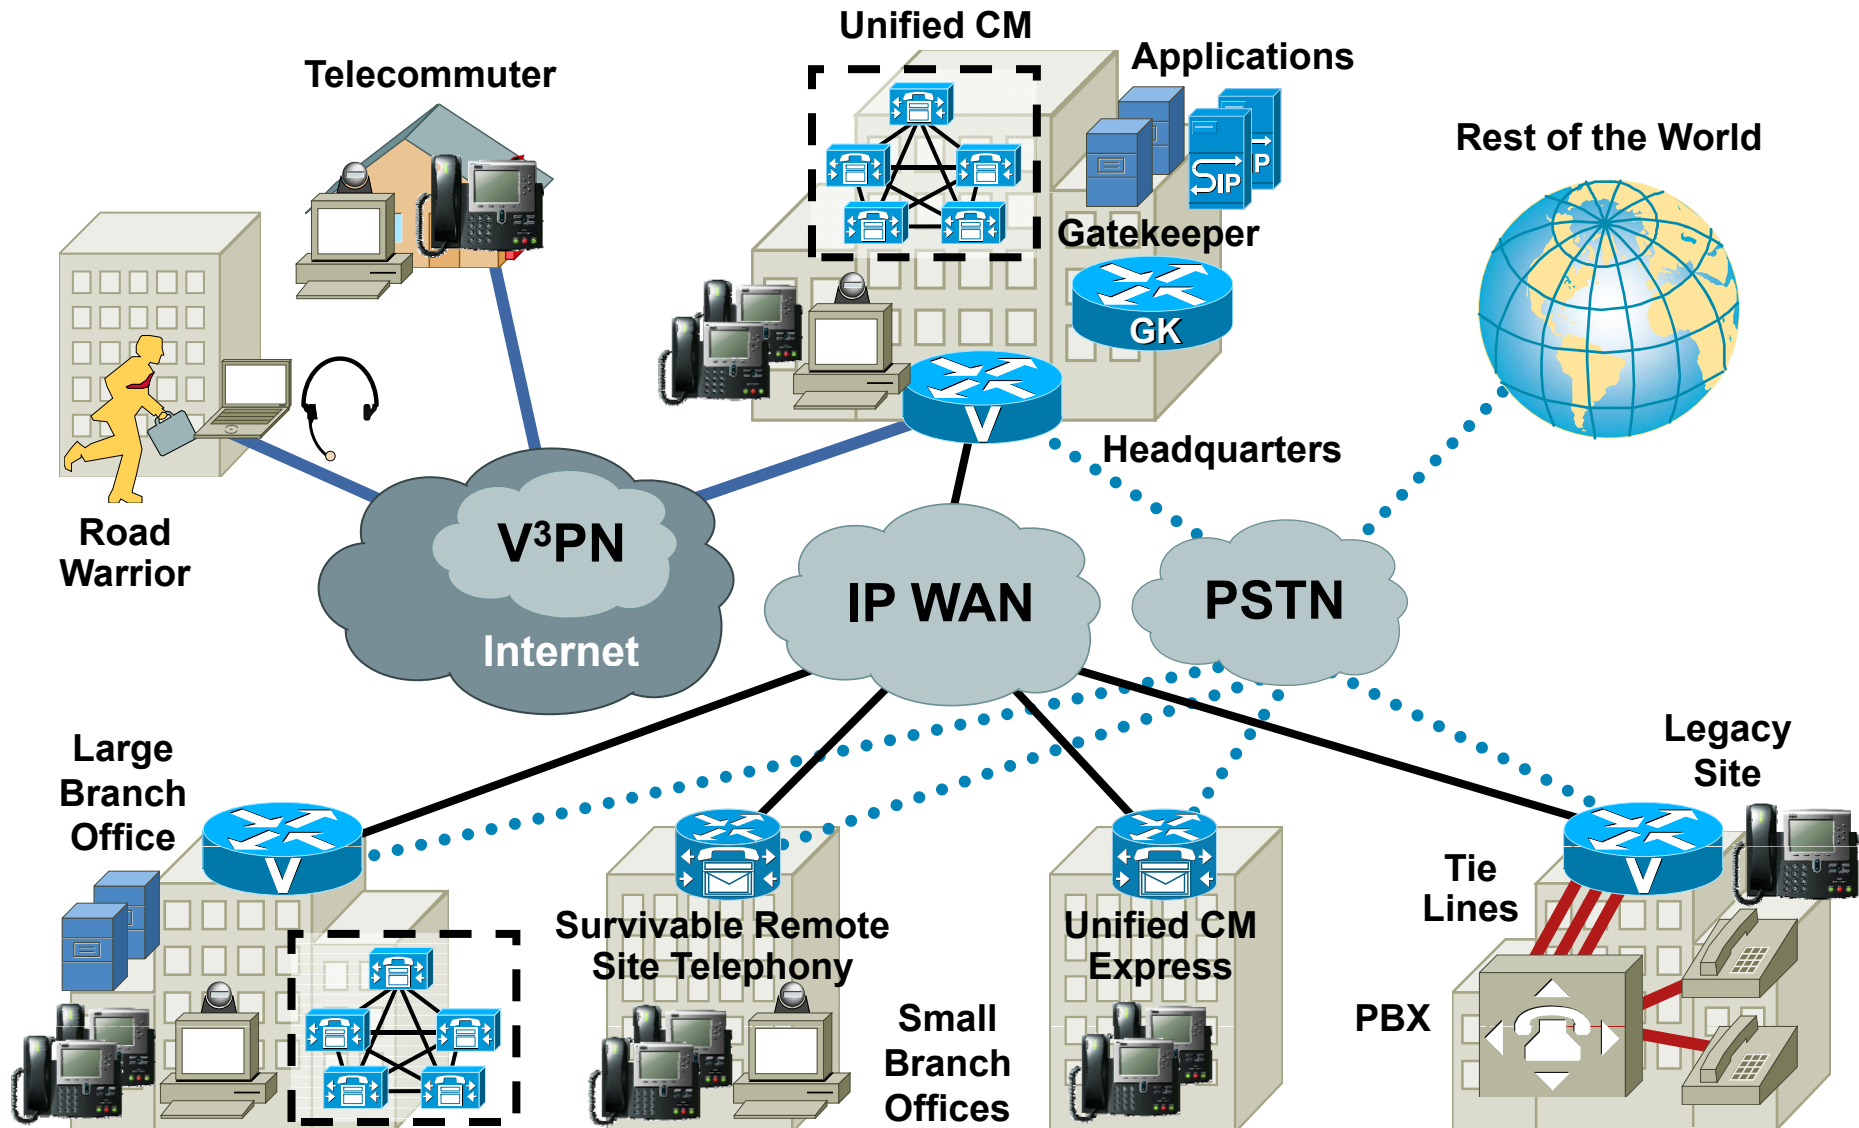 Unified CM
Telecommuter
Applications
Rest of the World
SIP
P
Gatekeeper
GK
V
Headquarters
Road
Warrior
V³PN
Internet
IP WAN
PSTN
Large
Branch
Office
V
Survivable Remote
Site Telephony
Small
Branch
Offices
Unified CM
Express
Legacy
Site
V
Tie
Lines
PBX